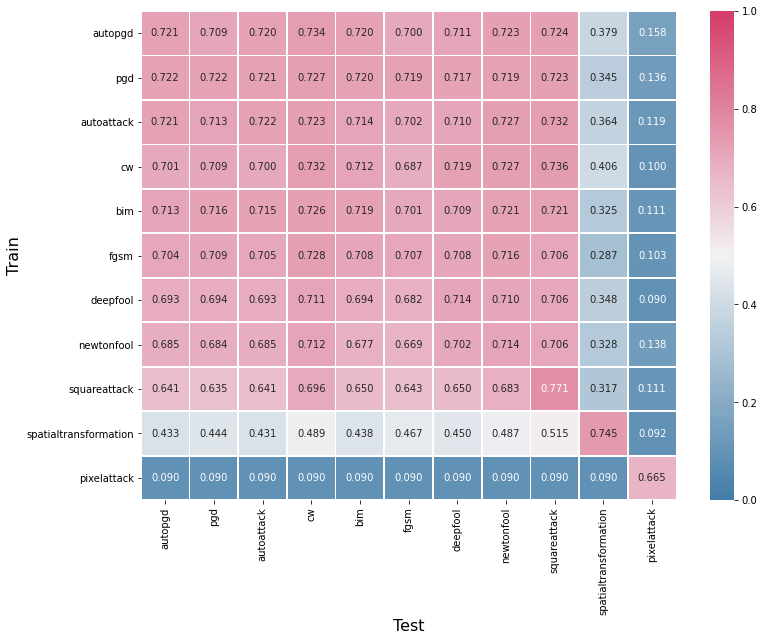 autopgd 0.721 0.709 0.720 0.734 0.720 0.700 0.711 0.723 0.724 0.379 0.158
pgd 0.722 0.722 0.721 0.727 0.720 0.719 0.717 0.719 0.723 0.345 0.136
autoattack 0.721 0.713 0.722 0.723 0.714 0.702 0.710 0.727 0.732 0.364 0.119
cw 0.701 0.709 0.700 0.732 0.712 0.687 0.719 0.727 0.736 0.406 0.100
bim 0.713 0.716 0.715 0.726 0.719 0.701 0.709 0.721 0.721 0.325 0.111
fgsm 0.704 0.709 0.705 0.728 0.708 0.707 0.708 0.716 0.706 0.287 0.103
deepfool 0.693 0.694 0.693 0.711 0.694 0.682 0.714 0.710 0.706 0.348 0.090
newtonfool 0.685 0.684 0.685 0.712 0.677 0.669 0.702 0.714 0.706 0.328 0.138
squareattack 0.641 0.635 0.641 0.696 0.650 0.643 0.650 0.683 0.771 0.317 0.111
spatialtransformation 0.433 0.444 0.431 0.489 0.438 0.467 0.450 0.487 0.515 0.745 0.092
pixelattack 0.090 0.090 0.090 0.090 0.090 0.090 0.090 0.090 0.090 0.090 0.665
autopgd
pgd
autoattack
cw
bim
fgsm
deepfool
newtonfool
squareattack
spatialtransformation
pixelattack
Train
Test
1.0
0.8
0.6
0.4
0.2
0.0